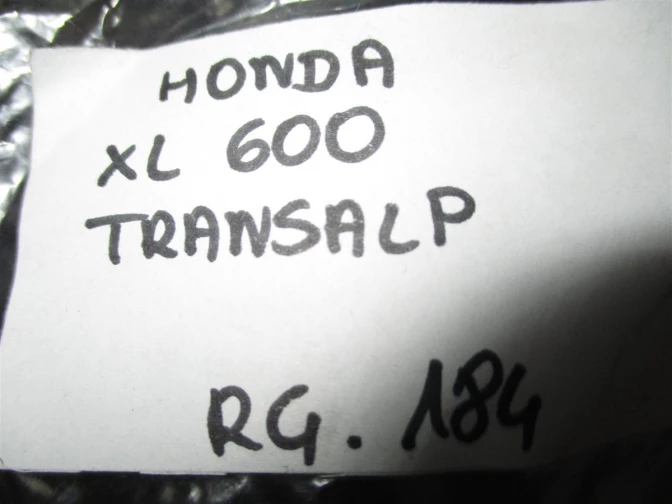 HONDA
XL 600
TRANSALP
RG. 184